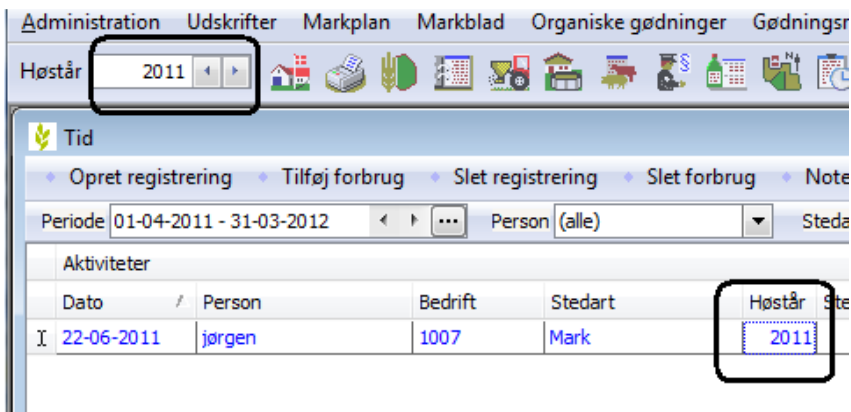 Administration Udskrifter Markplan Markblad Organiske gødninger
Høstår 2011
Tid
Opret registrering Tilføj forbrug Slet registrering Slet forbrug Note
Periode 01-04-2011 - 31-03-2012 ... Person (alle)
Aktiviteter
Dato Person Bedrift Stedart Høstår
22-06-2011 jørgen 1007 Mark 2011